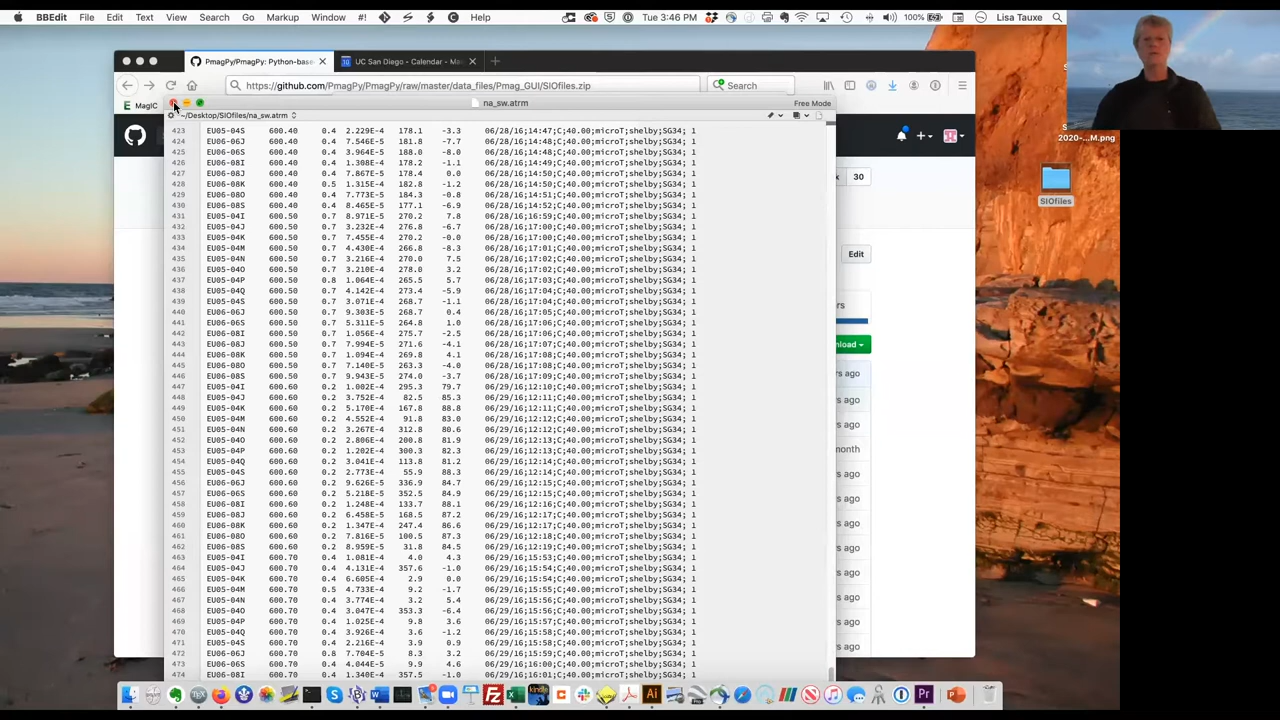 BBEdit File Edit Text View Search Go Markup Window #! Help Tue 3:46 PM 100% Lisa Tauxe
PmagPy/PmagPy: Python-base UC San Diego - Calendar - Ma
https://github.com/PmagPy/PmagPy/raw/master/data_files/Pmag_GUI/SIOfiles.zip Search
MagIC na_sw.atrm Free Mode
~/Desktop/SIOfiles/na_sw.atrm
423 EU05-04S 600.40 0.4 2.229E-4 178.1 -3.3 06/28/16;14:47;C;40.00;microT;shelby;SG34; 1
424 EU06-06J 600.40 0.4 7.546E-5 181.8 -7.7 06/28/16;14:48;C;40.00;microT;shelby;SG34; 1
425 EU06-06S 600.40 0.4 3.964E-5 188.0 -8.0 06/28/16;14:48;C;40.00;microT;shelby;SG34; 1
426 EU06-08I 600.40 0.4 1.308E-4 178.2 -1.1 06/28/16;14:49;C;40.00;microT;shelby;SG34; 1
427 EU06-08J 600.40 0.4 7.867E-5 178.4 0.0 06/28/16;14:50;C;40.00;microT;shelby;SG34; 1
428 EU06-08K 600.40 0.5 1.315E-4 182.8 -1.2 06/28/16;14:50;C;40.00;microT;shelby;SG34; 1
429 EU06-08O 600.40 0.4 7.773E-5 184.3 -0.8 06/28/16;14:51;C;40.00;microT;shelby;SG34; 1
430 EU06-08S 600.40 0.4 8.465E-5 177.1 -6.9 06/28/16;14:52;C;40.00;microT;shelby;SG34; 1
431 EU05-04I 600.50 0.7 8.971E-5 270.2 7.8 06/28/16;16:59;C;40.00;microT;shelby;SG34; 1
432 EU05-04J 600.50 0.7 3.232E-4 276.8 -6.7 06/28/16;17:00;C;40.00;microT;shelby;SG34; 1
433 EU05-04K 600.50 0.7 7.455E-4 270.2 -0.0 06/28/16;17:00;C;40.00;microT;shelby;SG34; 1
434 EU05-04M 600.50 0.7 4.430E-4 266.8 -8.3 06/28/16;17:01;C;40.00;microT;shelby;SG34; 1
435 EU05-04N 600.50 0.7 3.216E-4 270.0 7.5 06/28/16;17:02;C;40.00;microT;shelby;SG34; 1
436 EU05-04O 600.50 0.7 3.210E-4 278.0 3.2 06/28/16;17:02;C;40.00;microT;shelby;SG34; 1
437 EU05-04P 600.50 0.8 1.064E-4 265.5 5.7 06/28/16;17:03;C;40.00;microT;shelby;SG34; 1
438 EU05-04Q 600.50 0.7 4.142E-4 273.4 -5.9 06/28/16;17:04;C;40.00;microT;shelby;SG34; 1
439 EU05-04S 600.50 0.7 3.071E-4 268.7 -1.1 06/28/16;17:04;C;40.00;microT;shelby;SG34; 1
440 EU06-06J 600.50 0.7 9.303E-5 268.7 0.4 06/28/16;17:05;C;40.00;microT;shelby;SG34; 1
441 EU06-06S 600.50 0.7 5.311E-5 264.8 1.0 06/28/16;17:06;C;40.00;microT;shelby;SG34; 1
442 EU06-08I 600.50 0.7 1.056E-4 275.7 -2.5 06/28/16;17:06;C;40.00;microT;shelby;SG34; 1
443 EU06-08J 600.50 0.7 7.994E-5 271.6 -4.1 06/28/16;17:07;C;40.00;microT;shelby;SG34; 1
444 EU06-08K 600.50 0.7 1.094E-4 269.8 4.1 06/28/16;17:08;C;40.00;microT;shelby;SG34; 1
445 EU06-08O 600.50 0.7 7.140E-5 263.3 -4.0 06/28/16;17:08;C;40.00;microT;shelby;SG34; 1
446 EU06-08S 600.50 0.7 9.943E-5 274.0 -3.7 06/28/16;17:09;C;40.00;microT;shelby;SG34; 1
447 EU05-04I 600.60 0.2 1.002E-4 295.3 79.7 06/29/16;12:10;C;40.00;microT;shelby;SG34; 1
448 EU05-04J 600.60 0.2 3.752E-4 82.5 85.3 06/29/16;12:11;C;40.00;microT;shelby;SG34; 1
449 EU05-04K 600.60 0.2 5.170E-4 167.8 88.8 06/29/16;12:11;C;40.00;microT;shelby;SG34; 1
450 EU05-04M 600.60 0.2 4.552E-4 91.8 83.0 06/29/16;12:12;C;40.00;microT;shelby;SG34; 1
451 EU05-04N 600.60 0.2 3.267E-4 312.8 80.6 06/29/16;12:12;C;40.00;microT;shelby;SG34; 1
452 EU05-04O 600.60 0.2 2.806E-4 200.8 81.9 06/29/16;12:13;C;40.00;microT;shelby;SG34; 1
453 EU05-04P 600.60 0.2 1.202E-4 300.3 82.3 06/29/16;12:14;C;40.00;microT;shelby;SG34; 1
454 EU05-04Q 600.60 0.2 3.041E-4 113.8 81.2 06/29/16;12:14;C;40.00;microT;shelby;SG34; 1
455 EU05-04S 600.60 0.2 2.773E-4 55.9 88.3 06/29/16;12:15;C;40.00;microT;shelby;SG34; 1
456 EU06-06J 600.60 0.2 9.626E-5 336.9 84.7 06/29/16;12:16;C;40.00;microT;shelby;SG34; 1
457 EU06-06S 600.60 0.2 5.218E-5 352.5 84.9 06/29/16;12:16;C;40.00;microT;shelby;SG34; 1
458 EU06-08I 600.60 0.2 1.248E-4 133.7 88.1 06/29/16;12:16;C;40.00;microT;shelby;SG34; 1
459 EU06-08J 600.60 0.2 6.458E-5 168.5 87.2 06/29/16;12:17;C;40.00;microT;shelby;SG34; 1
460 EU06-08K 600.60 0.2 1.347E-4 247.4 86.6 06/29/16;12:17;C;40.00;microT;shelby;SG34; 1
461 EU06-08O 600.60 0.2 7.816E-5 100.5 87.3 06/29/16;12:18;C;40.00;microT;shelby;SG34; 1
462 EU06-08S 600.60 0.2 8.959E-5 31.8 84.5 06/29/16;12:19;C;40.00;microT;shelby;SG34; 1
463 EU05-04I 600.70 0.4 1.081E-4 4.0 4.3 06/29/16;15:53;C;40.00;microT;shelby;SG34; 1
464 EU05-04J 600.70 0.4 4.131E-4 357.6 -1.0 06/29/16;15:54;C;40.00;microT;shelby;SG34; 1
465 EU05-04K 600.70 0.4 6.605E-4 2.9 0.0 06/29/16;15:54;C;40.00;microT;shelby;SG34; 1
466 EU05-04M 600.70 0.5 4.733E-4 9.2 -1.7 06/29/16;15:55;C;40.00;microT;shelby;SG34; 1
467 EU05-04N 600.70 0.4 3.774E-4 3.2 5.4 06/29/16;15:56;C;40.00;microT;shelby;SG34; 1
468 EU05-04O 600.70 0.4 3.047E-4 353.3 -6.4 06/29/16;15:56;C;40.00;microT;shelby;SG34; 1
469 EU05-04P 600.70 0.4 1.025E-4 9.8 3.6 06/29/16;15:57;C;40.00;microT;shelby;SG34; 1
470 EU05-04Q 600.70 0.4 3.926E-4 3.6 -1.2 06/29/16;15:58;C;40.00;microT;shelby;SG34; 1
471 EU05-04S 600.70 0.4 2.216E-4 3.9 0.9 06/29/16;15:58;C;40.00;microT;shelby;SG34; 1
472 EU06-06J 600.70 0.8 7.704E-5 8.3 3.2 06/29/16;15:59;C;40.00;microT;shelby;SG34; 1
473 EU06-06S 600.70 0.4 4.044E-5 9.9 4.6 06/29/16;16:00;C;40.00;microT;shelby;SG34; 1
474 EU06-08I 600.70 0.4 1.340E-4 357.5 -1.0 06/29/16;16:01;C;40.00;microT;shelby;SG34; 1
k 30
Edit
rs
nload
rs ago
rs ago
rs ago
month
rs ago
rs ago
rs ago
rs ago
rs ago
rs ago
rs ago
rs ago
2020-...M.png
SIOfiles